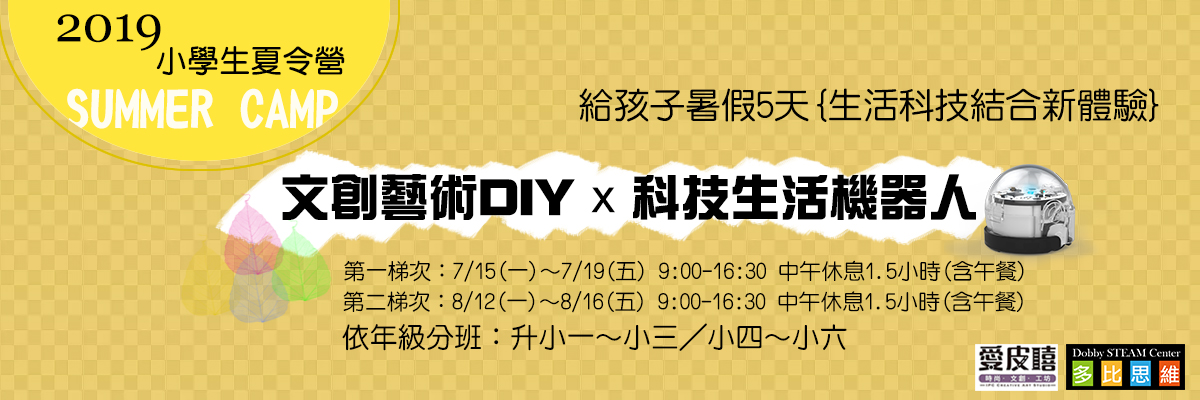 2019
小學生夏令營
SUMMER CAMP
給孩子暑假5天{生活科技結合新體驗}
文創藝術DIY x 科技生活機器人
第一梯次：7/15(一)～7/19(五) 9:00-16:30 中午休息1.5小時(含午餐)
第二梯次：8/12(一)～8/16(五) 9:00-16:30 中午休息1.5小時(含午餐)
依年級分班：升小一～小三／小四～小六
愛皮嘻
時尚．文創．工坊
Dobby STEAM Center
多比思維